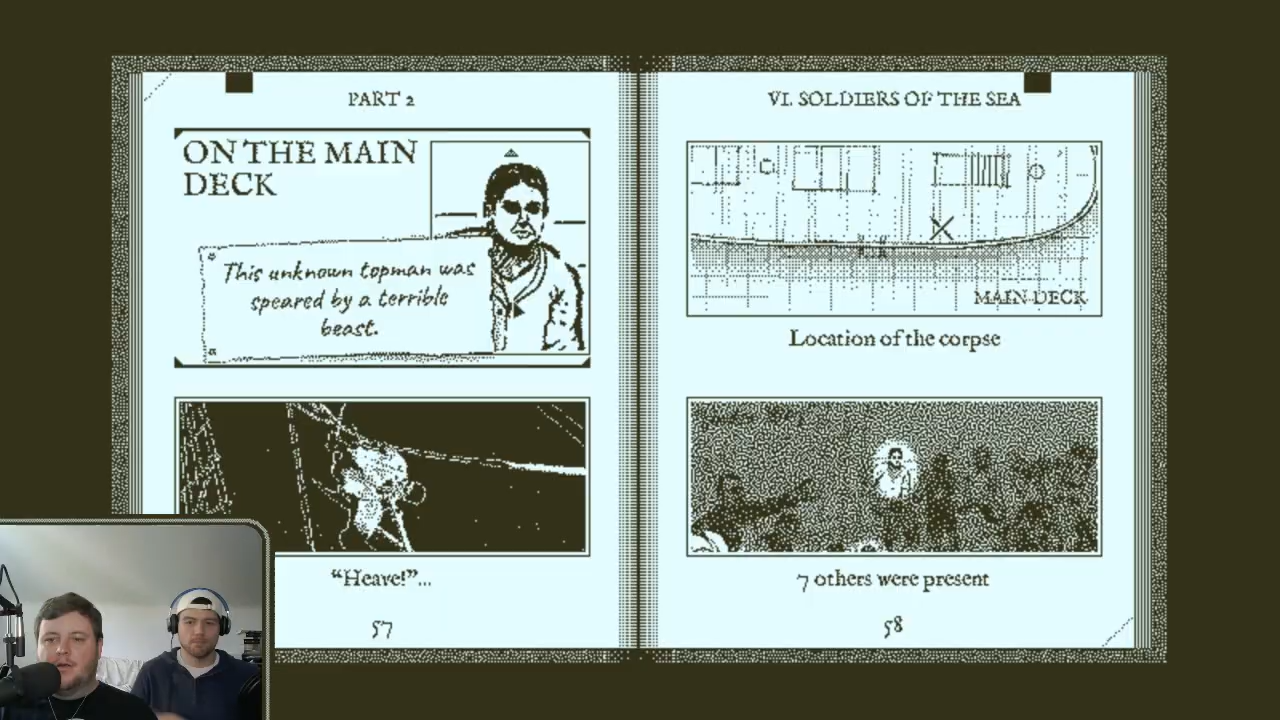 PART 2
ON THE MAIN
DECK
This unknown topman was
speared by a terrible
beast.
"Heave!"...
57
VI. SOLDIERS OF THE SEA
MAIN DECK
Location of the corpse
7 others were present
58